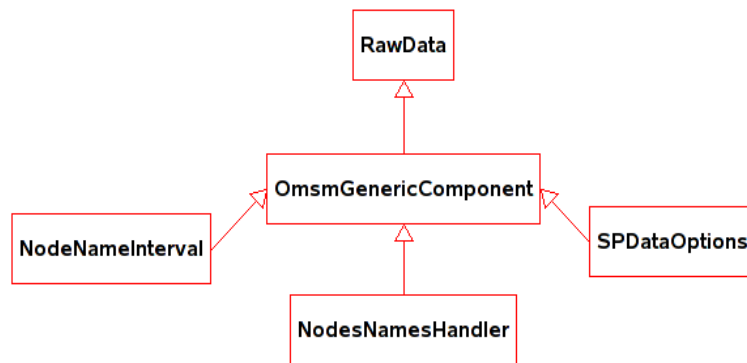 RawData
OmsmGenericComponent
NodeNameInterval
SPDataOptions
NodesNamesHandler